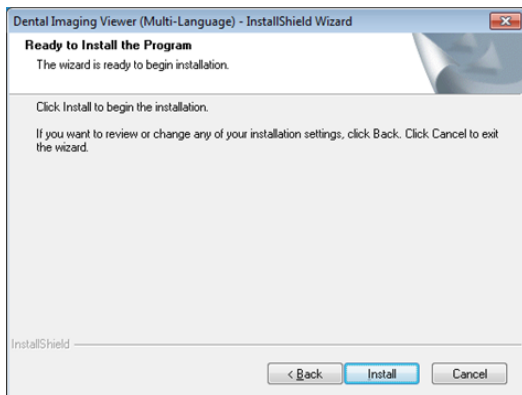 Dental Imaging Viewer (Multi-Language) - InstallShield Wizard
Ready to Install the Program
The wizard is ready to begin installation.
Click Install to begin the installation.
If you want to review or change any of your installation settings, click Back. Click Cancel to exit
the wizard.
InstallShield
< Back
Install
Cancel